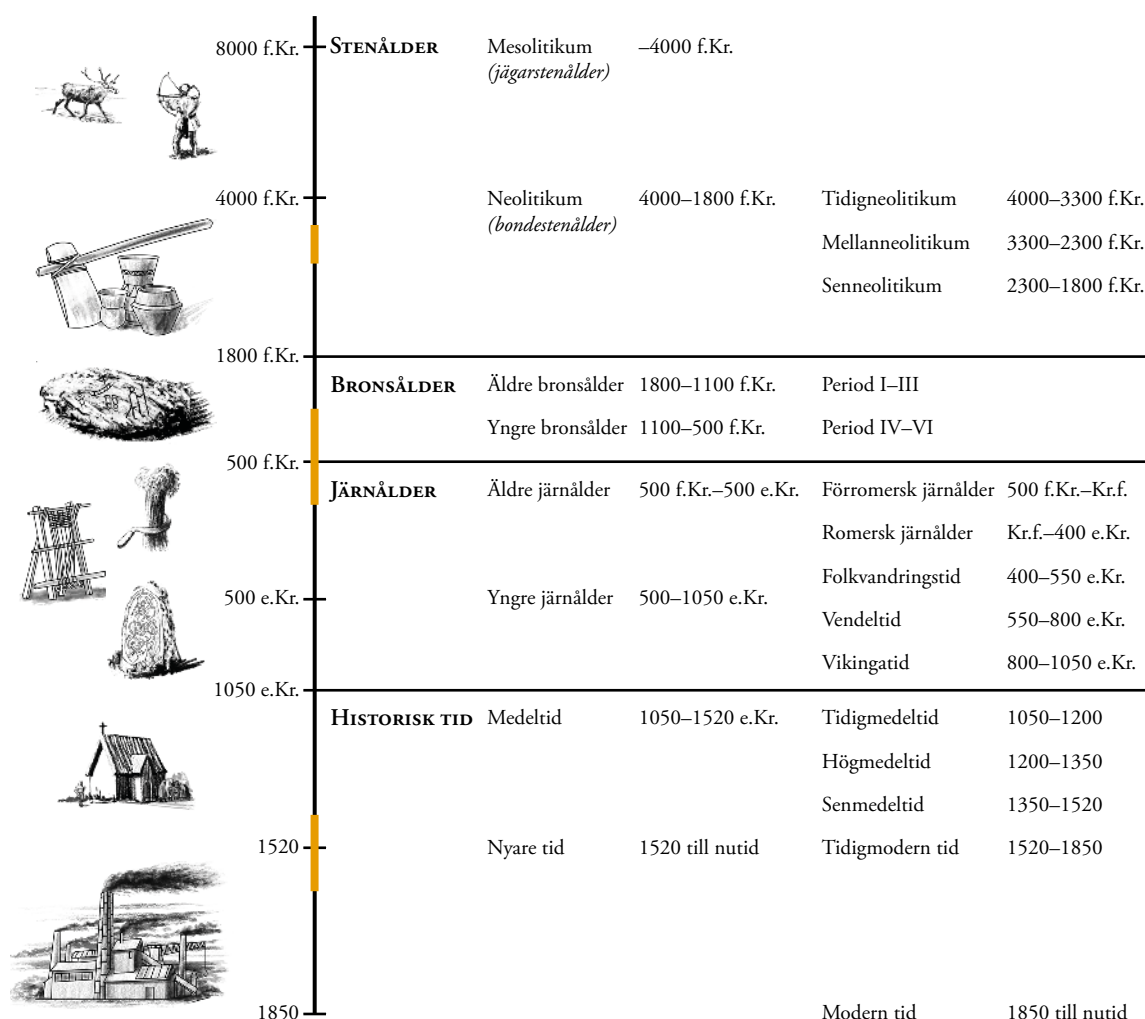 8000 f.Kr. STENÅLDER Mesolitikum –4000 f.Kr.
(jägarstenålder)
4000 f.Kr. Neolitikum 4000–1800 f.Kr. Tidigneolitikum 4000–3300 f.Kr.
(bondestenålder)
Mellanneolitikum 3300–2300 f.Kr.
Senneolitikum 2300–1800 f.Kr.
1800 f.Kr.
BRONSÅLDER Äldre bronsålder 1800–1100 f.Kr. Period I–III
Yngre bronsålder 1100–500 f.Kr. Period IV–VI
500 f.Kr.
JÄRNÅLDER Äldre järnålder 500 f.Kr.–500 e.Kr. Förromersk järnålder 500 f.Kr.–Kr.f.
Romersk järnålder Kr.f.–400 e.Kr.
Folkvandringstid 400–550 e.Kr.
500 e.Kr. Yngre järnålder 500–1050 e.Kr.
Vendeltid 550–800 e.Kr.
Vikingatid 800–1050 e.Kr.
1050 e.Kr.
HISTORISK TID Medeltid 1050–1520 e.Kr. Tidigmedeltid 1050–1200
Högmedeltid 1200–1350
Senmedeltid 1350–1520
1520 Nyare tid 1520 till nutid Tidigmodern tid 1520–1850
1850 Modern tid 1850 till nutid